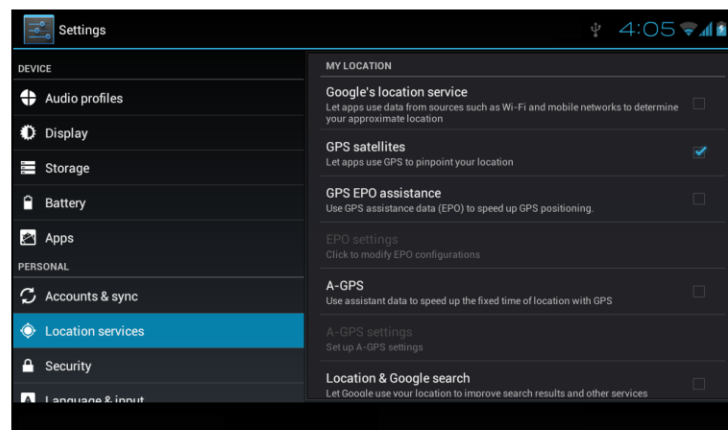 Settings
4:05
DEVICE
Audio profiles
Display
Storage
Battery
Apps
PERSONAL
Accounts & sync
Location services
Security
Language & input
MY LOCATION
Google's location service
Let apps use data from sources such as Wi-Fi and mobile networks to determine
your approximate location
GPS satellites
Let apps use GPS to pinpoint your location
GPS EPO assistance
Use GPS assistance data (EPO) to speed up GPS positioning.
EPO settings
Click to modify EPO configurations
A-GPS
Use assistant data to speed up the fixed time of location with GPS
A-GPS settings
Set up A-GPS settings
Location & Google search
Let Google use your location to improve search results and other services